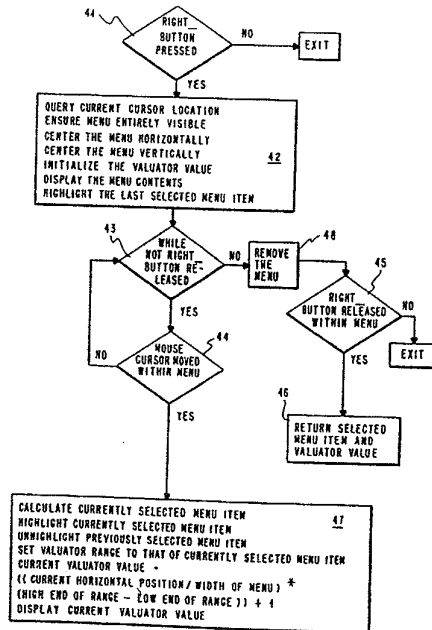 41
RIGHT_
BUTTON
PRESSED
NO
EXIT
YES
QUERY CURRENT CURSOR LOCATION
ENSURE MENU ENTIRELY VISIBLE
CENTER THE MENU HORIZONTALLY
CENTER THE MENU VERTICALLY
INITIALIZE THE VALUATOR VALUE
DISPLAY THE MENU CONTENTS
HIGHLIGHT THE LAST SELECTED MENU ITEM
42
43
WHILE
NOT RIGHT_
BUTTON RE-
LEASED
NO
48
REMOVE
THE
MENU
YES
45
RIGHT_
BUTTON RELEASED
WITHIN MENU
NO
EXIT
YES
44
MOUSE
CURSOR MOVED
WITHIN MENU
NO
YES
46
RETURN SELECTED
MENU ITEM AND
VALUATOR VALUE
47
CALCULATE CURRENTLY SELECTED MENU ITEM
HIGHLIGHT CURRENTLY SELECTED MENU ITEM
UNHIGHLIGHT PREVIOUSLY SELECTED MENU ITEM
SET VALUATOR RANGE TO THAT OF CURRENTLY SELECTED MENU ITEM
CURRENT VALUATOR VALUE =
((CURRENT HORIZONTAL POSITION/WIDTH OF MENU) *
(HIGH END OF RANGE - LOW END OF RANGE)) + 1
DISPLAY CURRENT VALUATOR VALUE